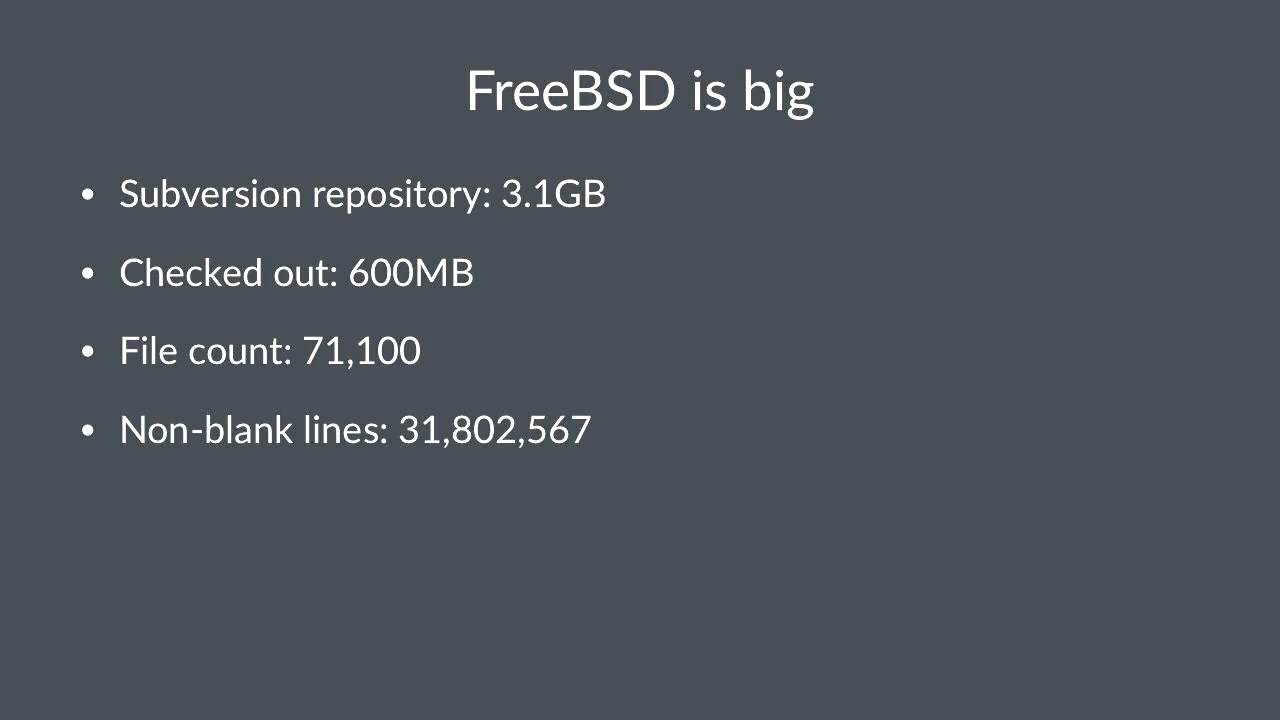 FreeBSD is big
• Subversion repository: 3.1GB
• Checked out: 600MB
• File count: 71,100
• Non-blank lines: 31,802,567